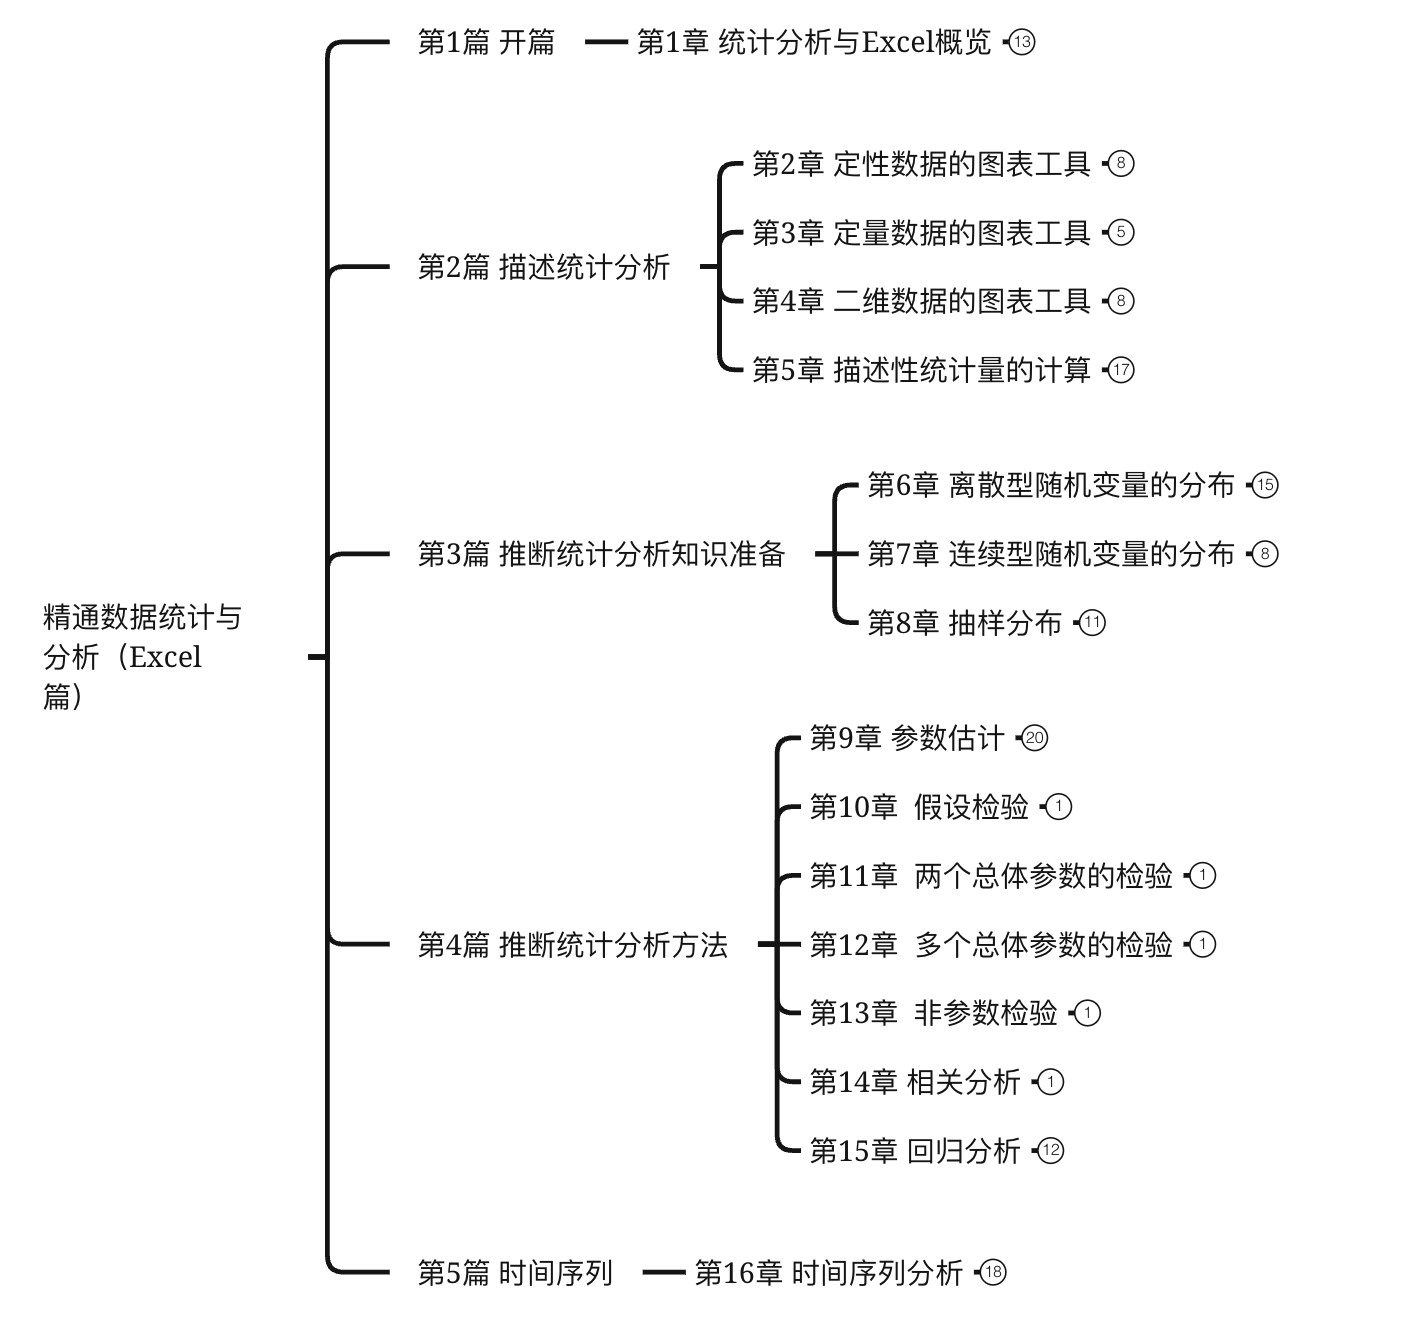 第1篇 开篇
第1章 统计分析与Excel概览 13
第2篇 描述统计分析
第2章 定性数据的图表工具 8
第3章 定量数据的图表工具 5
第4章 二维数据的图表工具 8
第5章 描述性统计量的计算 17
第3篇 推断统计分析知识准备
第6章 离散型随机变量的分布 15
第7章 连续型随机变量的分布 8
第8章 抽样分布 11
精通数据统计与
分析（Excel
篇）
第4篇 推断统计分析方法
第9章 参数估计 20
第10章 假设检验 1
第11章 两个总体参数的检验 1
第12章 多个总体参数的检验 1
第13章 非参数检验 1
第14章 相关分析 1
第15章 回归分析 12
第5篇 时间序列
第16章 时间序列分析 18